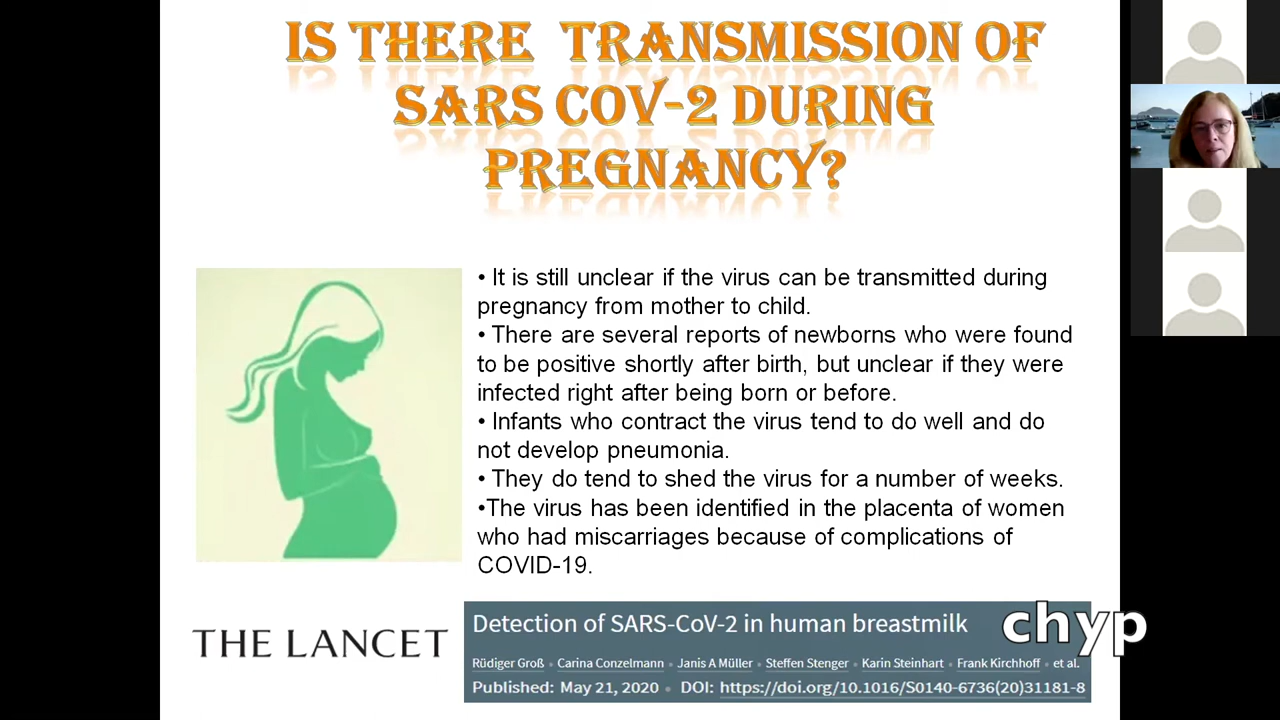 IS THERE TRANSMISSION OF
SARS COV-2 DURING
PREGNANCY?
• It is still unclear if the virus can be transmitted during
pregnancy from mother to child.
• There are several reports of newborns who were found
to be positive shortly after birth, but unclear if they were
infected right after being born or before.
• Infants who contract the virus tend to do well and do
not develop pneumonia.
• They do tend to shed the virus for a number of weeks.
•The virus has been identified in the placenta of women
who had miscarriages because of complications of
COVID-19.
THE LANCET
Detection of SARS-CoV-2 in human breastmilk
Rüdiger Groß • Carina Conzelmann • Janis A Müller • Steffen Stenger • Karin Steinhart • Frank Kirchhoff • et al.
Published: May 21, 2020 • DOI: https://doi.org/10.1016/S0140-6736(20)31181-8
chyp